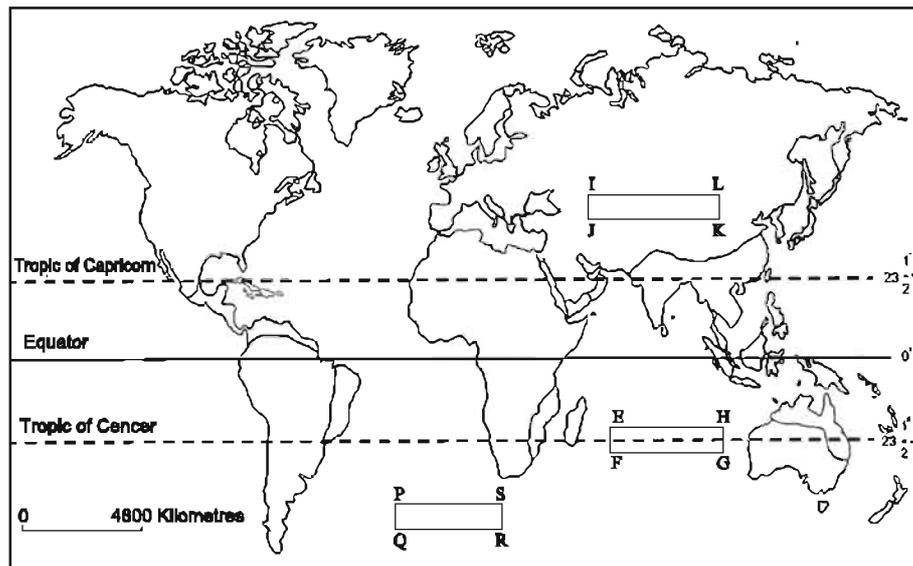 I L
J K
Tropic of Capricorn
23 1° 2
Equator
0°
Tropic of Cencer
E H
23 1° 2
F G
P S
0 4800 Kilometres
Q R